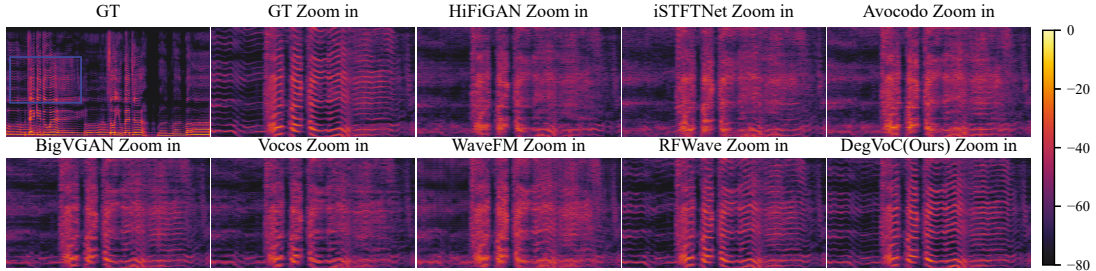 GT
GT Zoom in
HiFiGAN Zoom in
iSTFTNet Zoom in
Avocodo Zoom in
0
−20
−40
−60
−80
BigVGAN Zoom in
Vocos Zoom in
WaveFM Zoom in
RFWave Zoom in
DegVoC(Ours) Zoom in